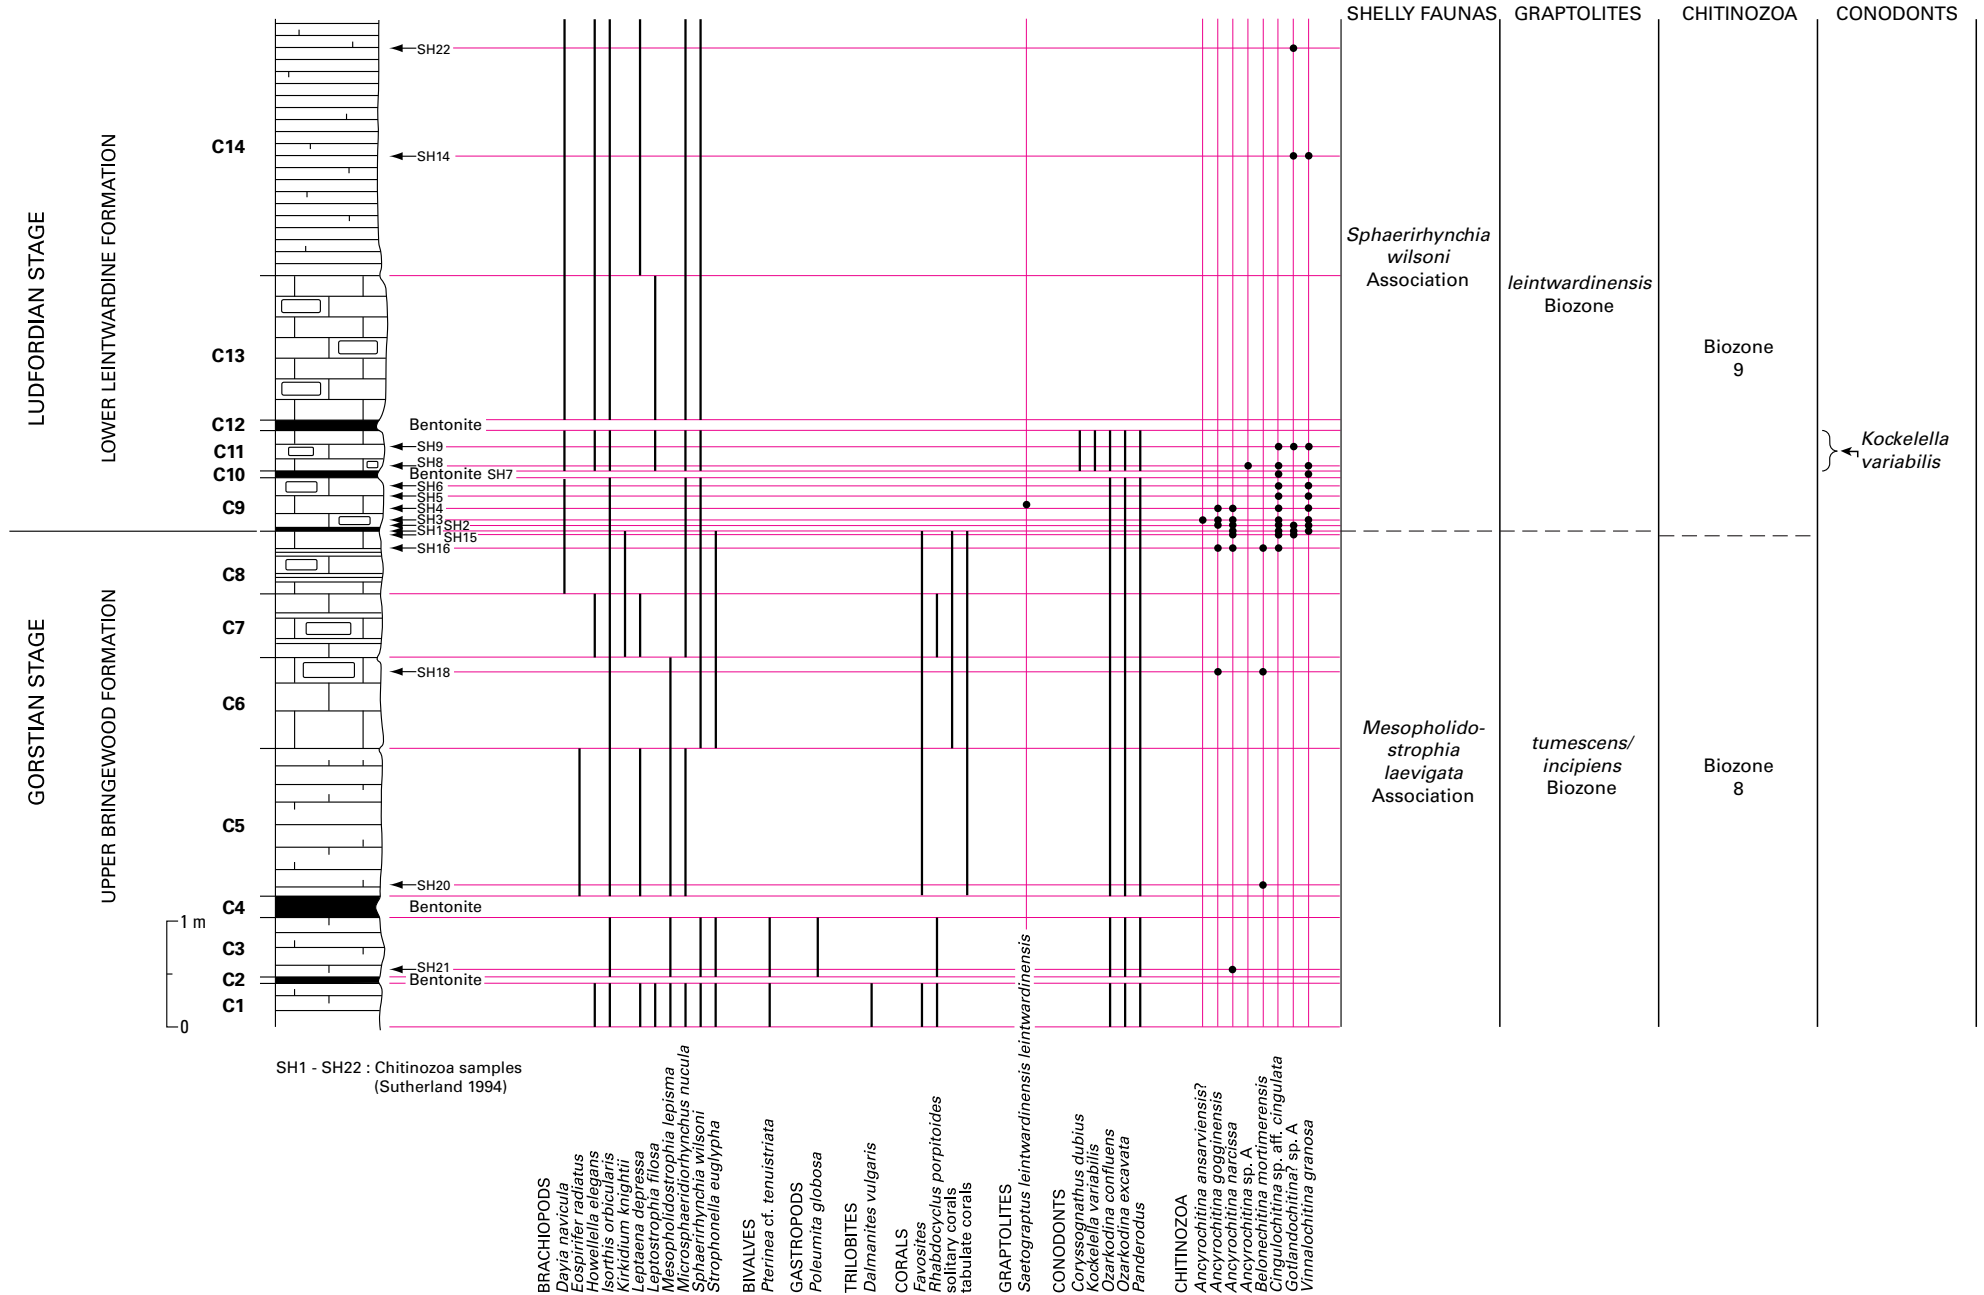 SHELLY FAUNAS
GRAPTOLITES
CHITINOZOA
CONODONTS
LUDFORDIAN STAGE
LOWER LEINTWARDINE FORMATION
GORSTIAN STAGE
UPPER BRINGEWOOD FORMATION
C14
C13
C12
C11
C10
C9
C8
C7
C6
C5
C4
C3
C2
C1
1 m
0
SH22
SH14
Bentonite
SH9
SH8
Bentonite SH7
SH6
SH5
SH4
SH3
SH2
SH1
SH15
SH16
SH18
SH20
Bentonite
SH21
Bentonite
Sphaerirhynchia
wilsoni
Association
leintwardinensis
Biozone
Biozone
9
Kockelella
variabilis
Mesopholido-
strophia
laevigata
Association
tumescens/
incipiens
Biozone
Biozone
8
SH1 - SH22 : Chitinozoa samples
(Sutherland 1994)
BRACHIOPODS
Dayia navicula
Eospirifer radiatus
Howellella elegans
Isorthis orbicularis
Kirkidium knightii
Leptaena depressa
Leptostrophia filosa
Mesopholidostrophia lepisma
Microsphaeridiorhynchus nucula
Sphaerirhynchia wilsoni
Strophonella euglypha
BIVALVES
Pterinea cf. tenuistriata
GASTROPODS
Poleumita globosa
TRILOBITES
Dalmanites vulgaris
CORALS
Favosites
Rhabdocyclus porpitoides
solitary corals
tabulate corals
GRAPTOLITES
Saetograptus leintwardinensis leintwardinensis
CONODONTS
Coryssognathus dubius
Kockelella variabilis
Ozarkodina confluens
Ozarkodina excavata
Panderodus
CHITINOZOA
Ancyrochitina ansarviensis?
Ancyrochitina gogginensis
Ancyrochitina narcissa
Ancyrochitina sp. A
Belonechitina mortimerensis
Cingulochitina sp. aff. cingulata
Gotlandochitina? sp. A
Vinnalochitina granosa